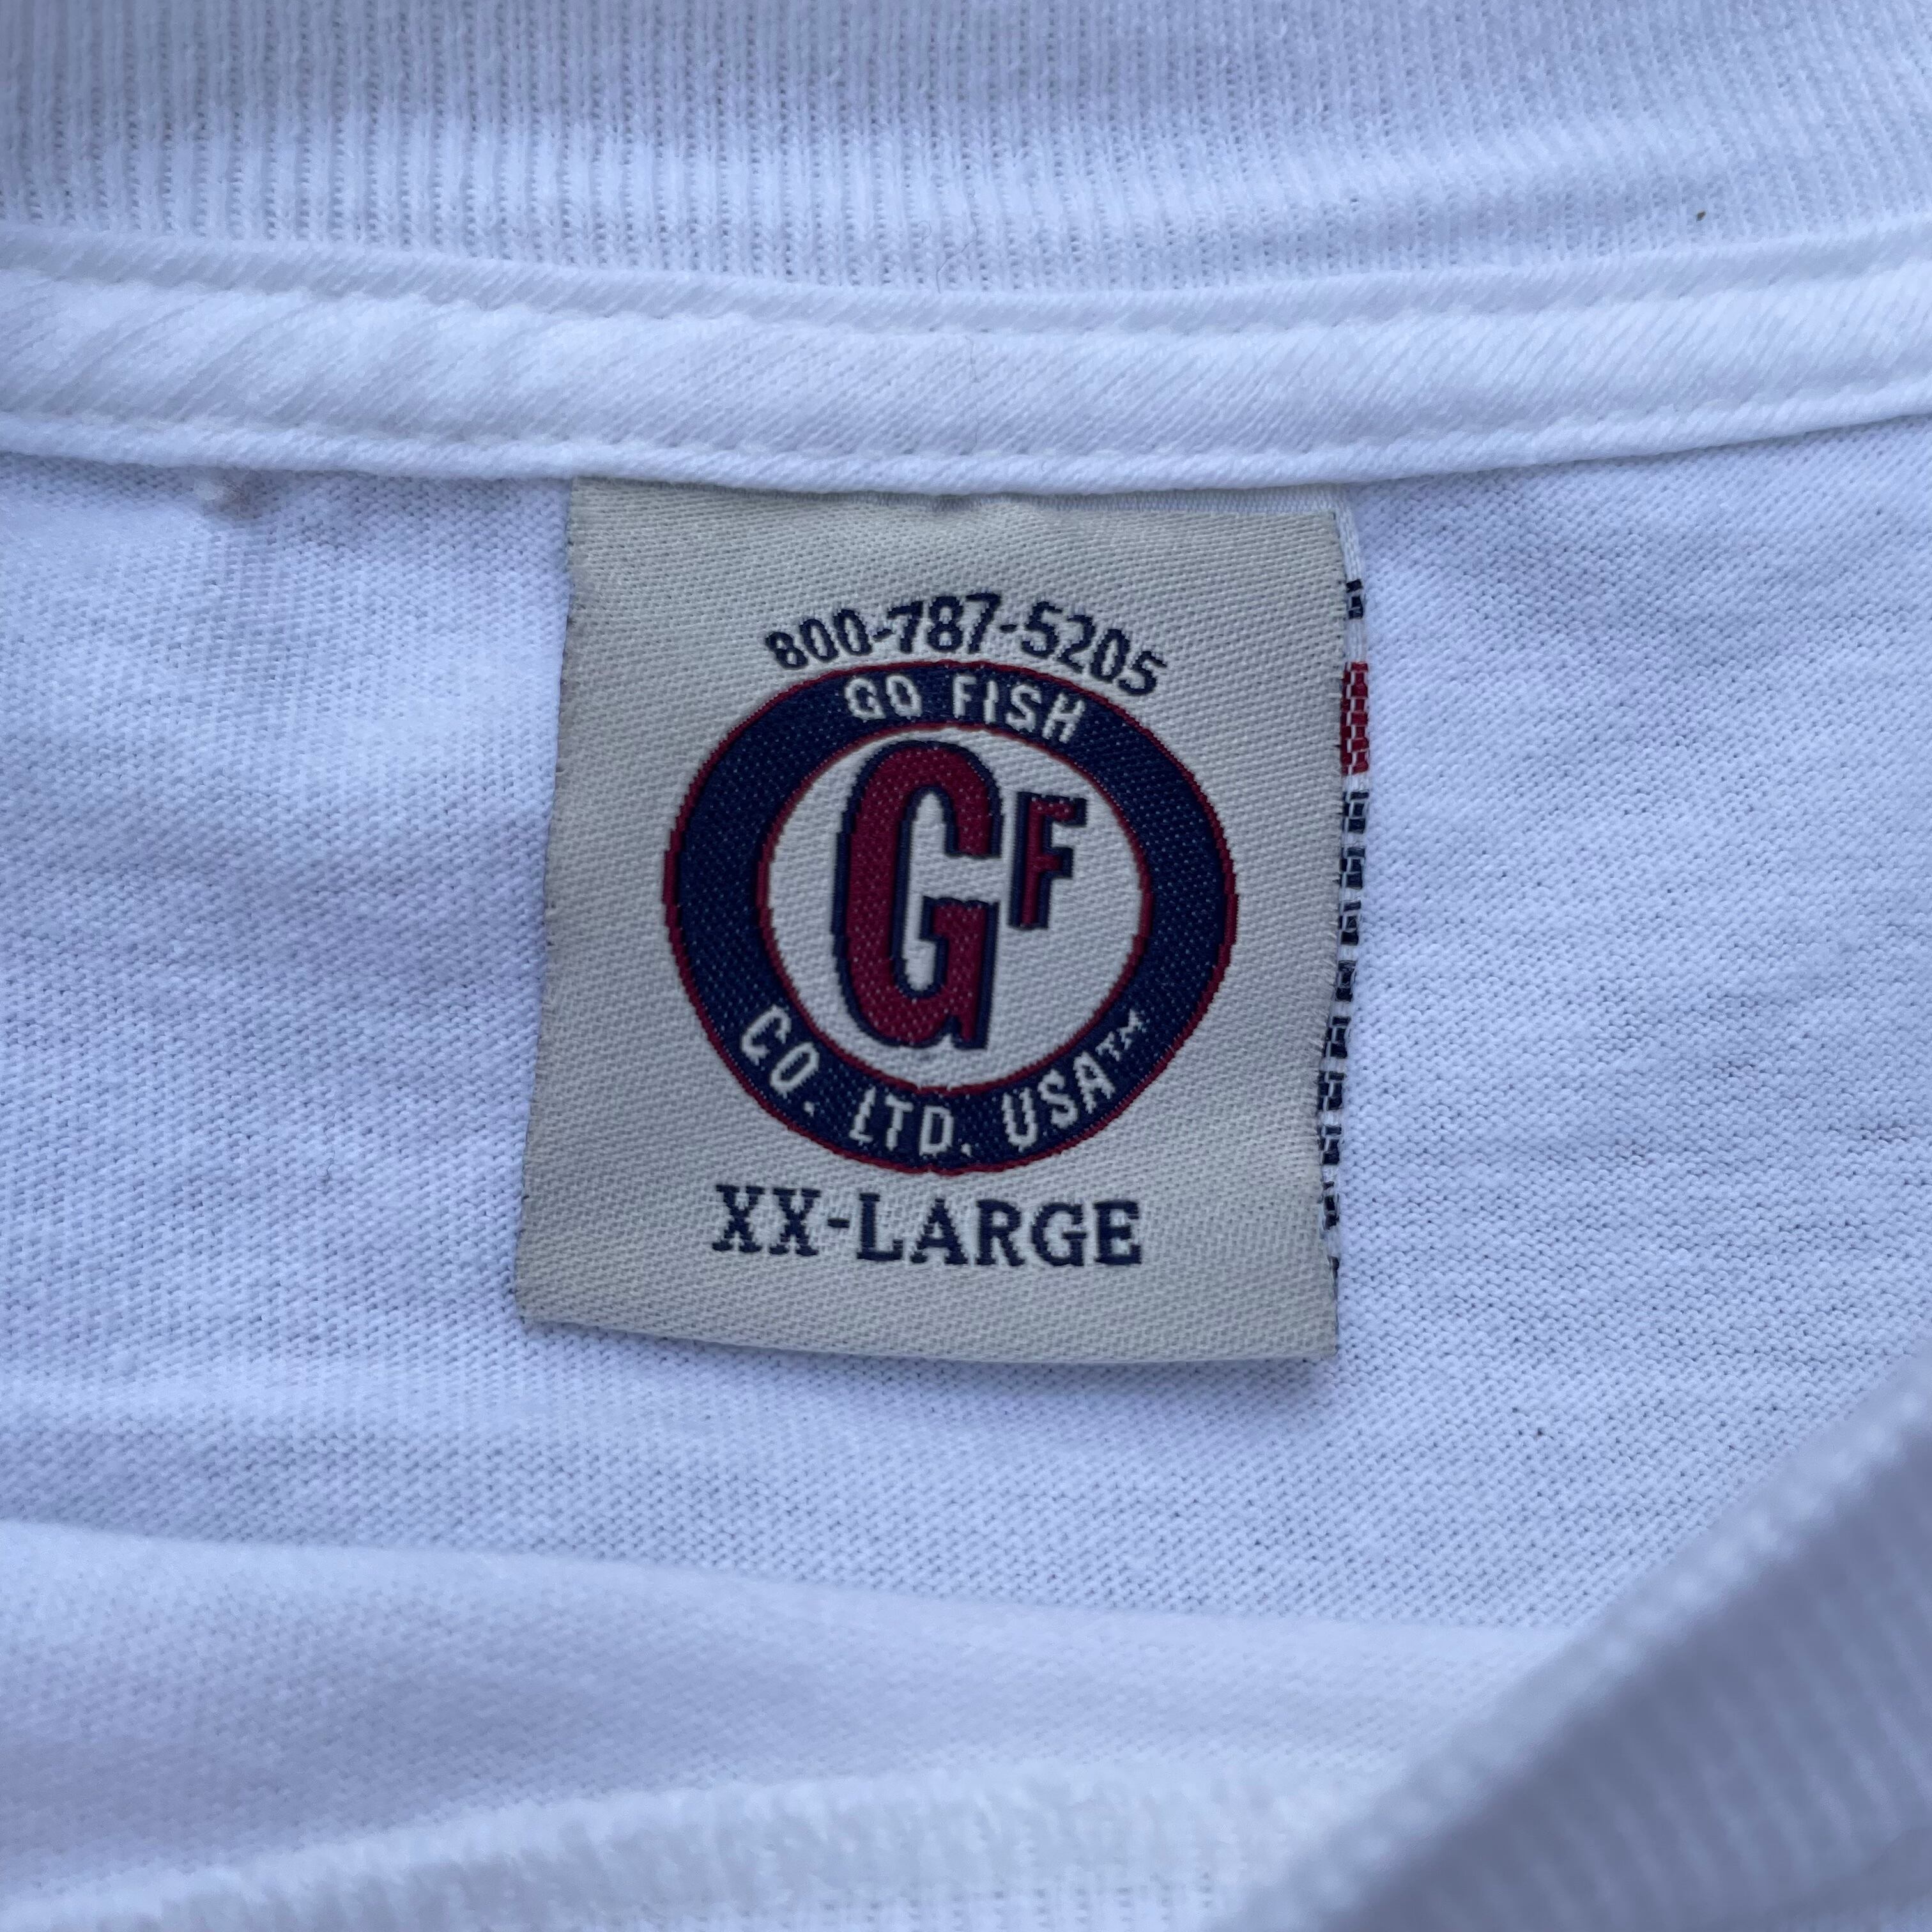 800-787-5205
GO FISH
GF
CO. LTD. USA™
XX-LARGE